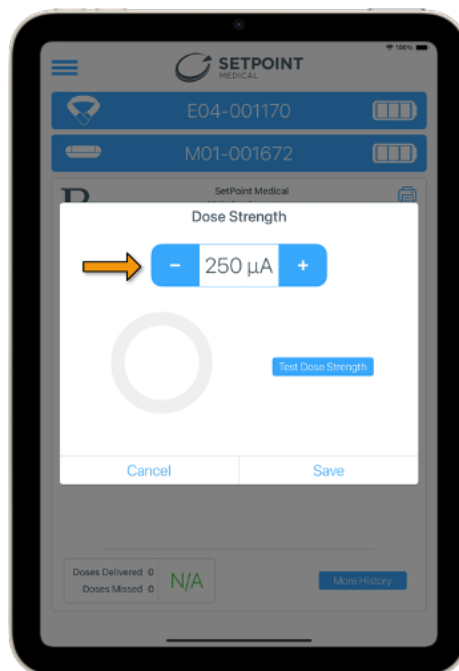 100%
SETPOINT
MEDICAL
E04-001170
M01-001672
SetPoint Medical
Dose Strength
- 250 µA +
Test Dose Strength
Cancel Save
Doses Delivered 0
Doses Missed 0
N/A
More History